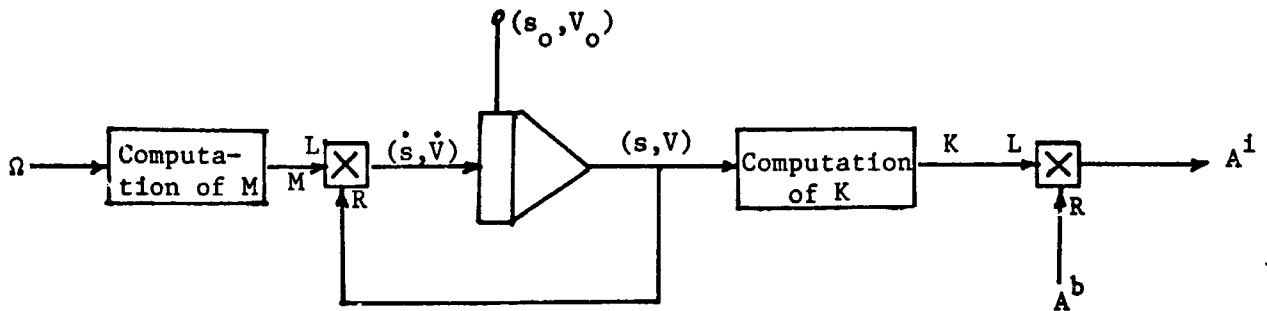 (s_o, V_o)
Ω
Computa-
tion of M
L
M
R
(ṡ, V̇)
(s,V)
Computation
of K
K
L
R
A^i
A^b